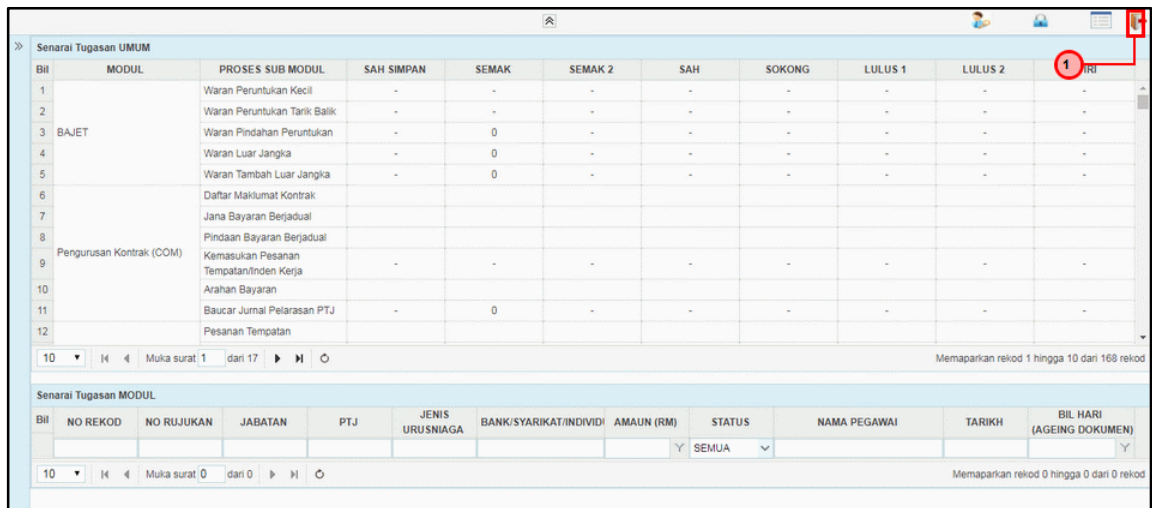 Senarai Tugasan UMUM
Bil MODUL PROSES SUB MODUL SAH SIMPAN SEMAK SEMAK 2 SAH SOKONG LULUS 1 LULUS 2
1
1 Waran Peruntukan Kecil - - - - - - - -
2 Waran Peruntukan Tarik Balik - - - - - - - -
3 BAJET Waran Pindahan Peruntukan - 0 - - - - - -
4 Waran Luar Jangka - 0 - - - - - -
5 Waran Tambah Luar Jangka - 0 - - - - - -
6 Daftar Maklumat Kontrak
7 Jana Bayaran Berjadual
8 Pindaan Bayaran Berjadual
Pengurusan Kontrak (COM)
9 Kemasukan Pesanan
Tempatan/Inden Kerja - - - - - - - -
10 Arahan Bayaran
11 Baucar Jurnal Pelarasan PTJ - 0 - - - - - -
12 Pesanan Tempatan
10 Muka surat 1 dari 17 Memaparkan rekod 1 hingga 10 dari 168 rekod
Senarai Tugasan MODUL
Bil NO REKOD NO RUJUKAN JABATAN PTJ JENIS URUSNIAGA BANK/SYARIKAT/INDIVID AMAUN (RM) STATUS NAMA PEGAWAI TARIKH BIL HARI (AGEING DOKUMEN)
SEMUA
10 Muka surat 0 dari 0 Memaparkan rekod 0 hingga 0 dari 0 rekod